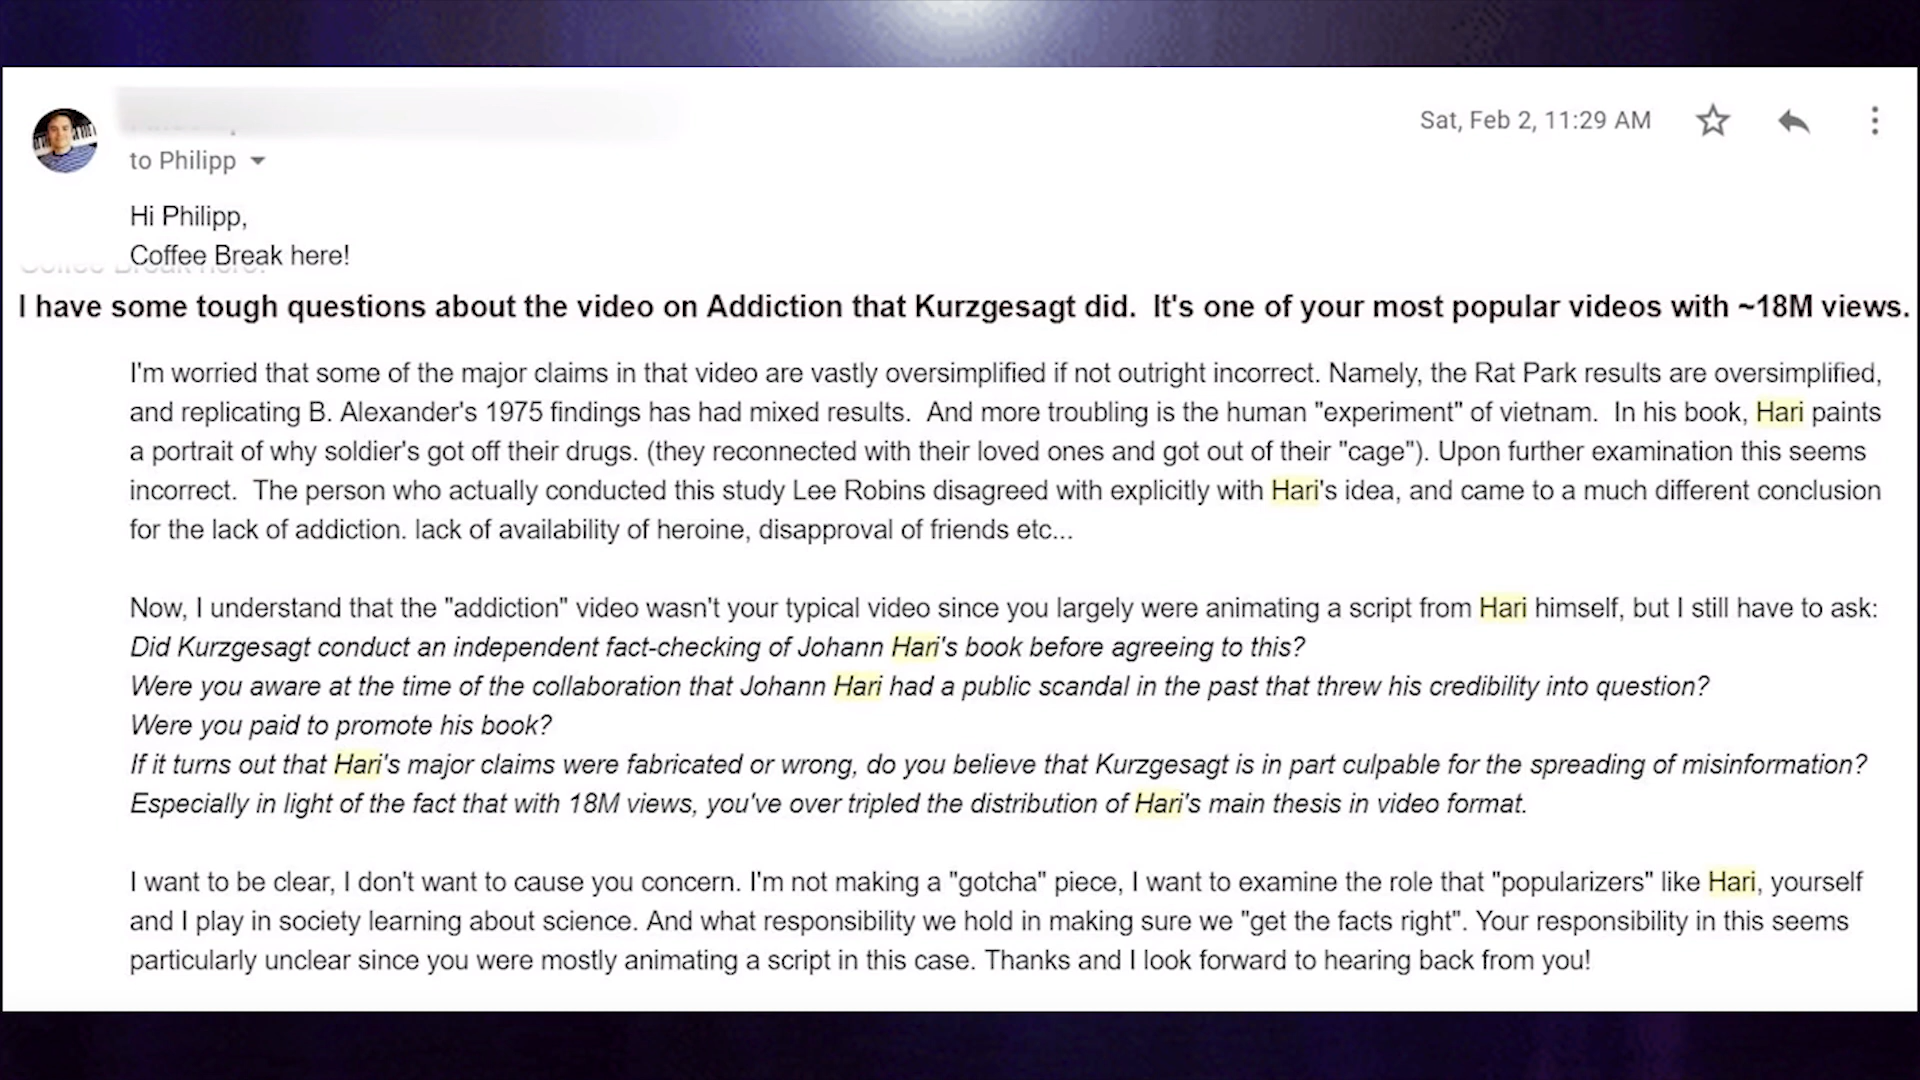 Sat, Feb 2, 11:29 AM
to Philipp
Hi Philipp,
Coffee Break here!
I have some tough questions about the video on Addiction that Kurzgesagt did. It's one of your most popular videos with ~18M views.
I'm worried that some of the major claims in that video are vastly oversimplified if not outright incorrect. Namely, the Rat Park results are oversimplified,
and replicating B. Alexander's 1975 findings has had mixed results. And more troubling is the human "experiment" of vietnam. In his book, Hari paints
a portrait of why soldier's got off their drugs. (they reconnected with their loved ones and got out of their "cage"). Upon further examination this seems
incorrect. The person who actually conducted this study Lee Robins disagreed with explicitly with Hari's idea, and came to a much different conclusion
for the lack of addiction. lack of availability of heroine, disapproval of friends etc...
Now, I understand that the "addiction" video wasn't your typical video since you largely were animating a script from Hari himself, but I still have to ask:
Did Kurzgesagt conduct an independent fact-checking of Johann Hari's book before agreeing to this?
Were you aware at the time of the collaboration that Johann Hari had a public scandal in the past that threw his credibility into question?
Were you paid to promote his book?
If it turns out that Hari's major claims were fabricated or wrong, do you believe that Kurzgesagt is in part culpable for the spreading of misinformation?
Especially in light of the fact that with 18M views, you've over tripled the distribution of Hari's main thesis in video format.
I want to be clear, I don't want to cause you concern. I'm not making a "gotcha" piece, I want to examine the role that "popularizers" like Hari, yourself
and I play in society learning about science. And what responsibility we hold in making sure we "get the facts right". Your responsibility in this seems
particularly unclear since you were mostly animating a script in this case. Thanks and I look forward to hearing back from you!